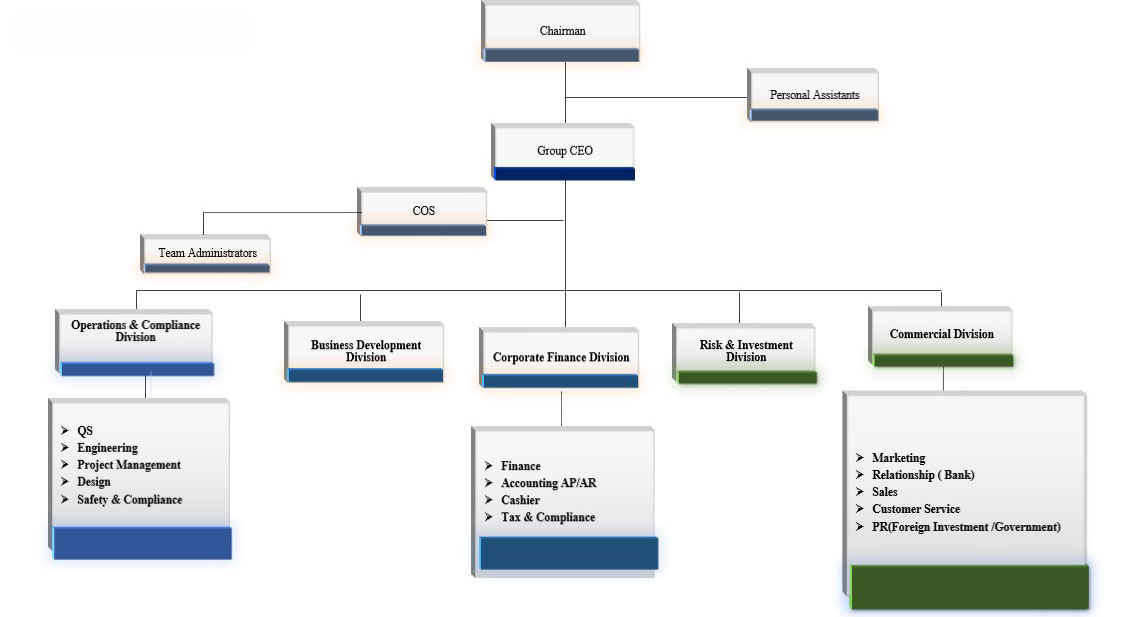 Chairman
Personal Assistants
Group CEO
COS
Team Administrators
Operations & Compliance
Division
Business Development
Division
Corporate Finance Division
Risk & Investment
Division
Commercial Division
QS
Engineering
Project Management
Design
Safety & Compliance
Finance
Accounting AP/AR
Cashier
Tax & Compliance
Marketing
Relationship ( Bank)
Sales
Customer Service
PR(Foreign Investment /Government)